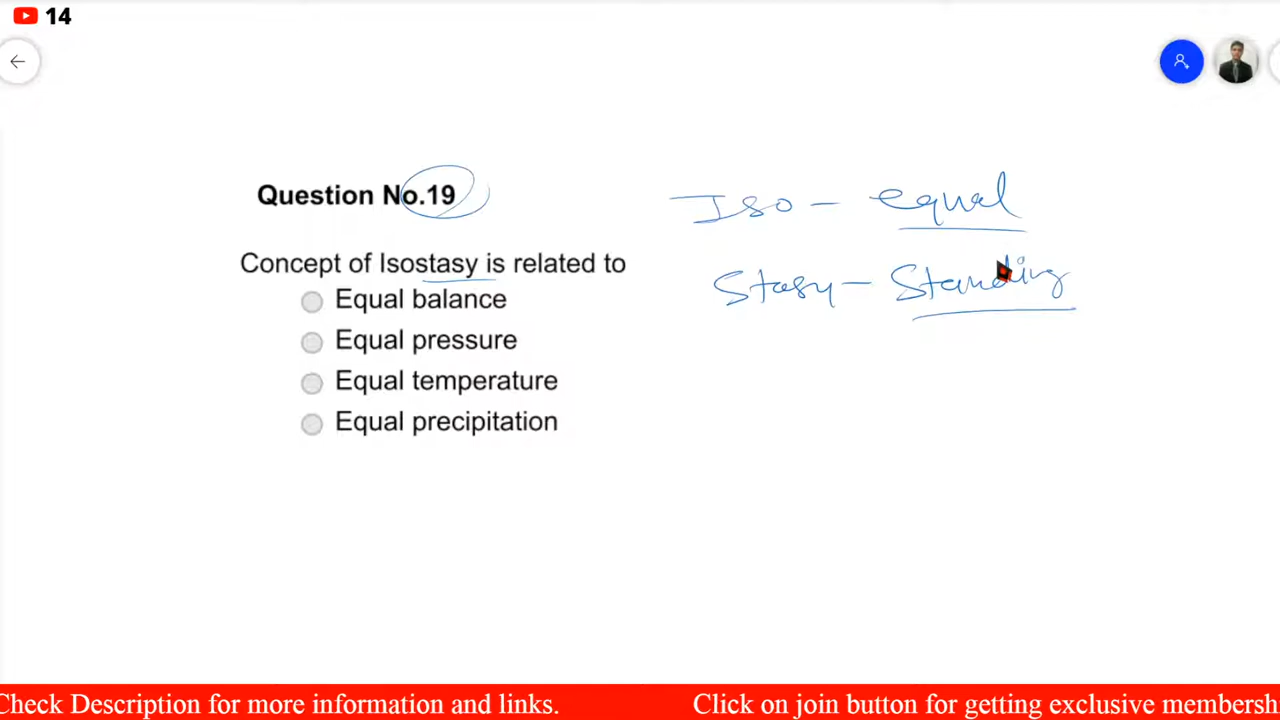 14
Question No.19
Iso - equal
Concept of Isostasy is related to
Stasy - Standing
Equal balance
Equal pressure
Equal temperature
Equal precipitation
Check Description for more information and links. Click on join button for getting exclusive membersh